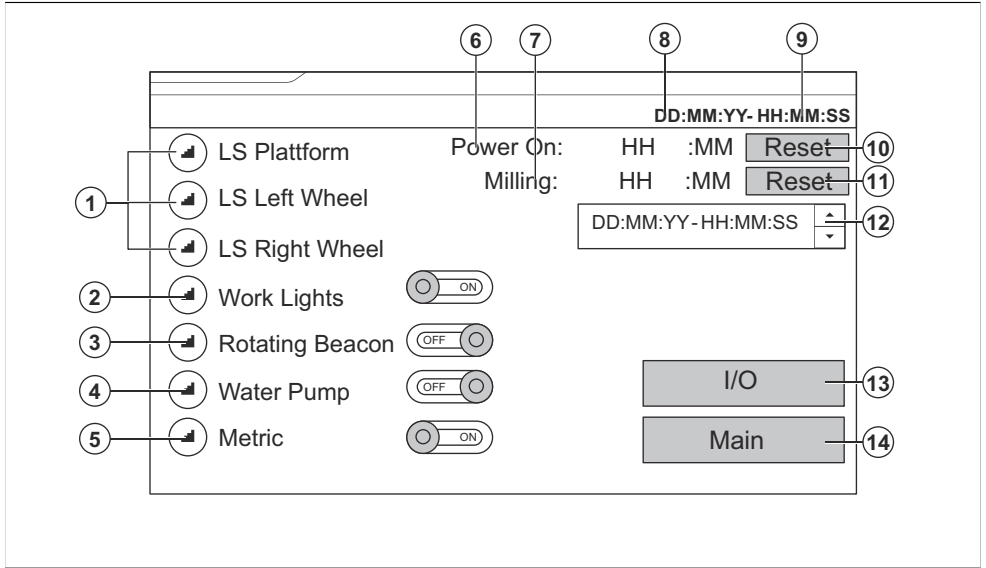 6 7 8 9
DD:MM:YY- HH:MM:SS
LS Plattform Power On: HH :MM Reset 10
Milling: HH :MM Reset 11
1 LS Left Wheel
DD:MM:YY-HH:MM:SS 12
LS Right Wheel
2 Work Lights ON
3 Rotating Beacon OFF
4 Water Pump OFF
I/O 13
5 Metric ON
Main 14